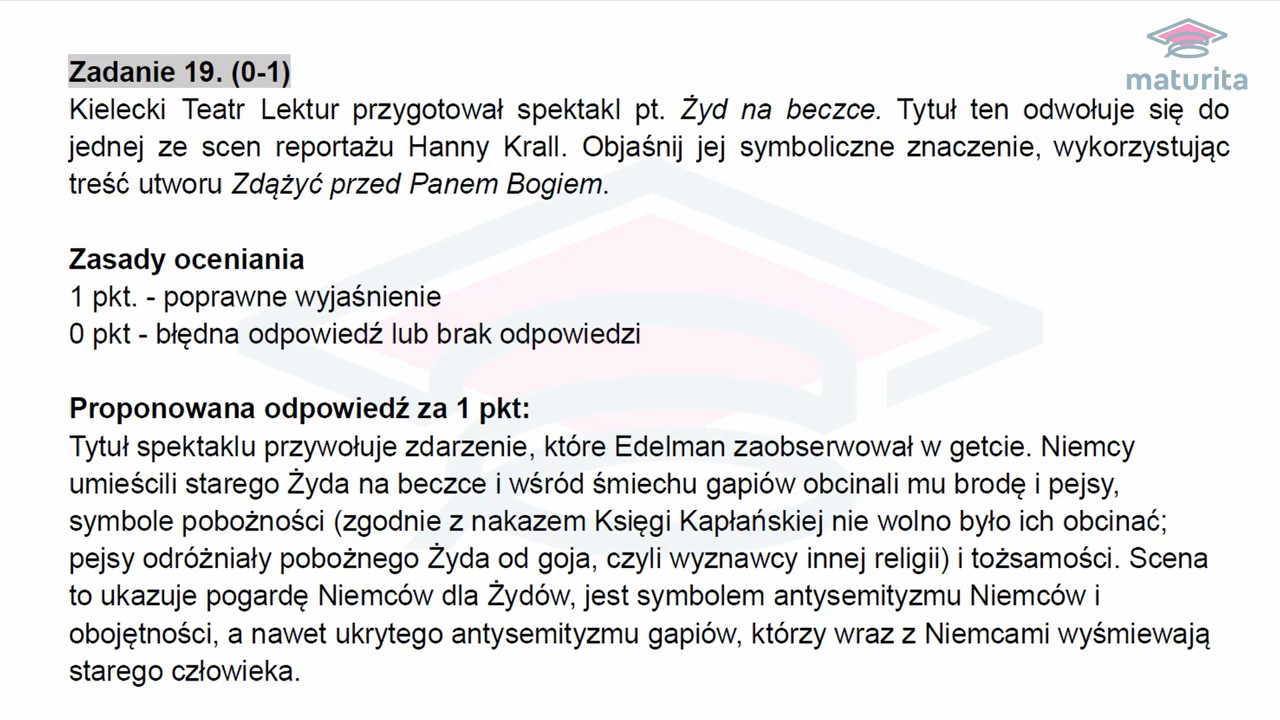 maturita
Zadanie 19. (0-1)
Kielecki Teatr Lektur przygotował spektakl pt. Żyd na beczce. Tytuł ten odwołuje się do
jednej ze scen reportażu Hanny Krall. Objaśnij jej symboliczne znaczenie, wykorzystując
treść utworu Zdążyć przed Panem Bogiem.
Zasady oceniania
1 pkt. - poprawne wyjaśnienie
0 pkt - błędna odpowiedź lub brak odpowiedzi
Proponowana odpowiedź za 1 pkt:
Tytuł spektaklu przywołuje zdarzenie, które Edelman zaobserwował w getcie. Niemcy
umieścili starego Żyda na beczce i wśród śmiechu gapiów obcinali mu brodę i pejsy,
symbole pobożności (zgodnie z nakazem Księgi Kapłańskiej nie wolno było ich obcinać;
pejsy odróżniały pobożnego Żyda od goja, czyli wyznawcy innej religii) i tożsamości. Scena
to ukazuje pogardę Niemców dla Żydów, jest symbolem antysemityzmu Niemców i
obojętności, a nawet ukrytego antysemityzmu gapiów, którzy wraz z Niemcami wyśmiewają
starego człowieka.